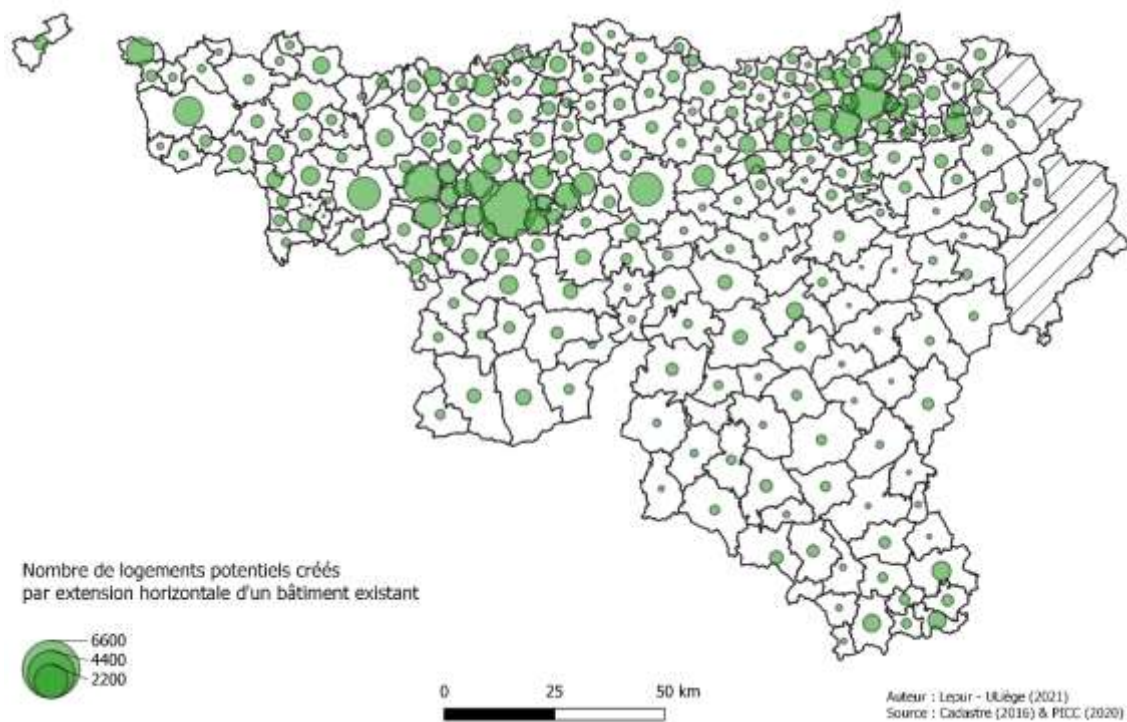 Nombre de logements potentiels créés
par extension horizontale d'un bâtiment existant
6600
4400
2200
0 25 50 km
Auteur : Lepur - ULiège (2021)
Source : Cadastre (2016) & PICC (2020)